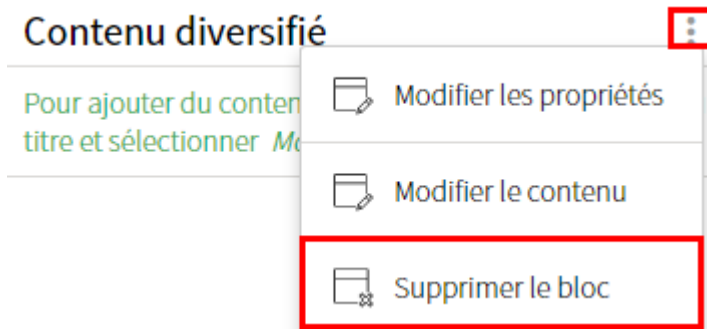 Contenu diversifié
Pour ajouter du conten
titre et sélectionner
Modifier les propriétés
Modifier le contenu
Supprimer le bloc